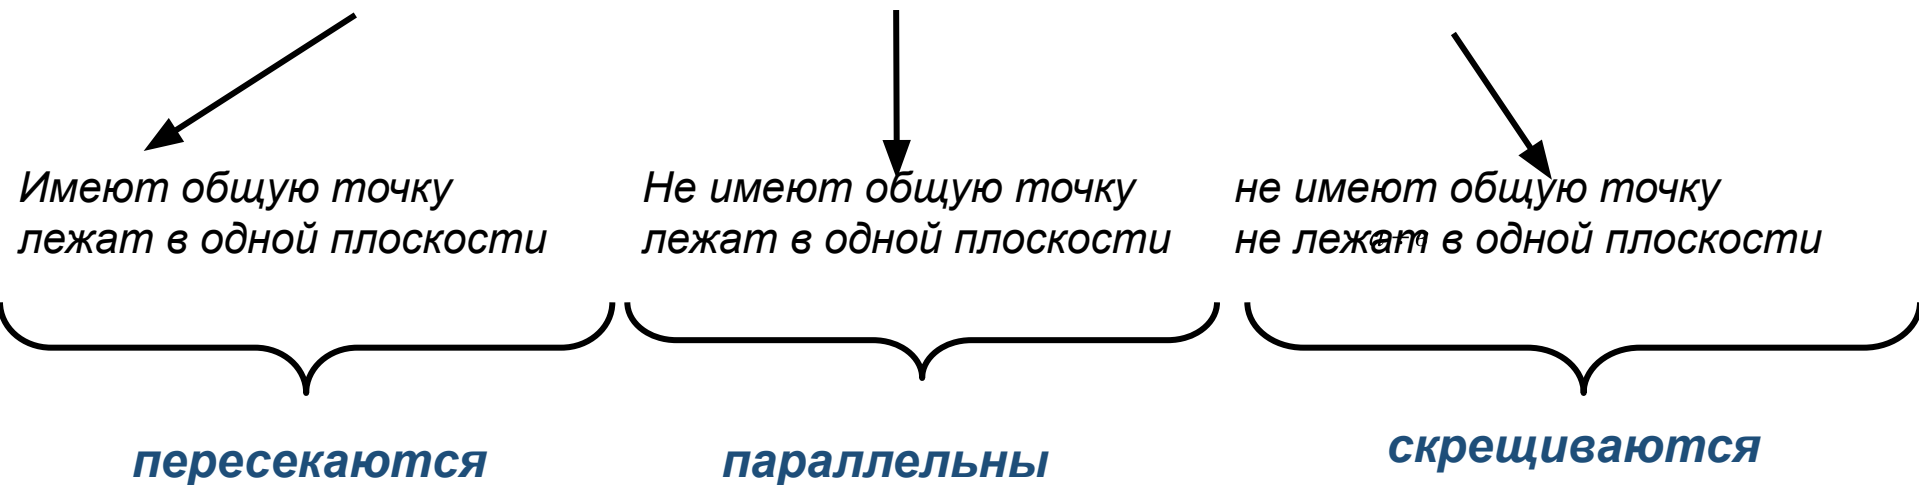 Имеют общую точку
лежат в одной плоскости
Не имеют общую точку
лежат в одной плоскости
не имеют общую точку
не лежат в одной плоскости
пересекаются
параллельны
скрещиваются